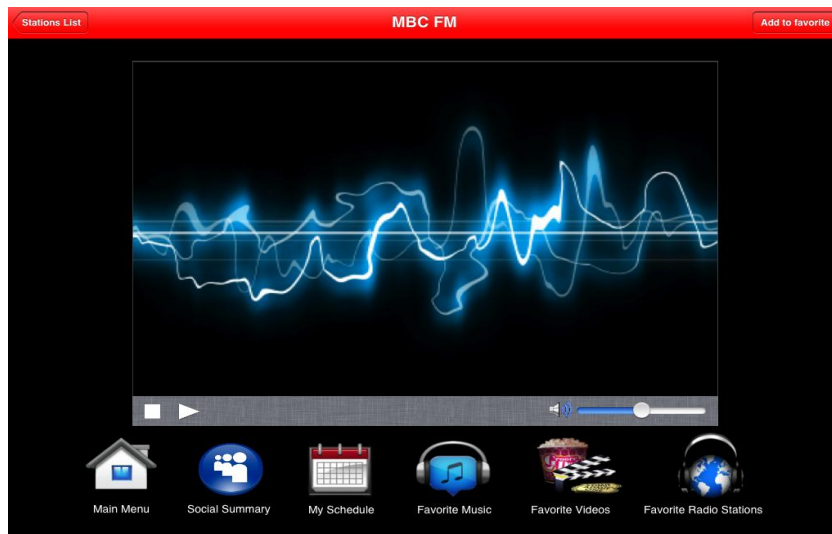 Stations List
MBC FM
Add to favorite
Main Menu
Social Summary
My Schedule
Favorite Music
Favorite Videos
Favorite Radio Stations